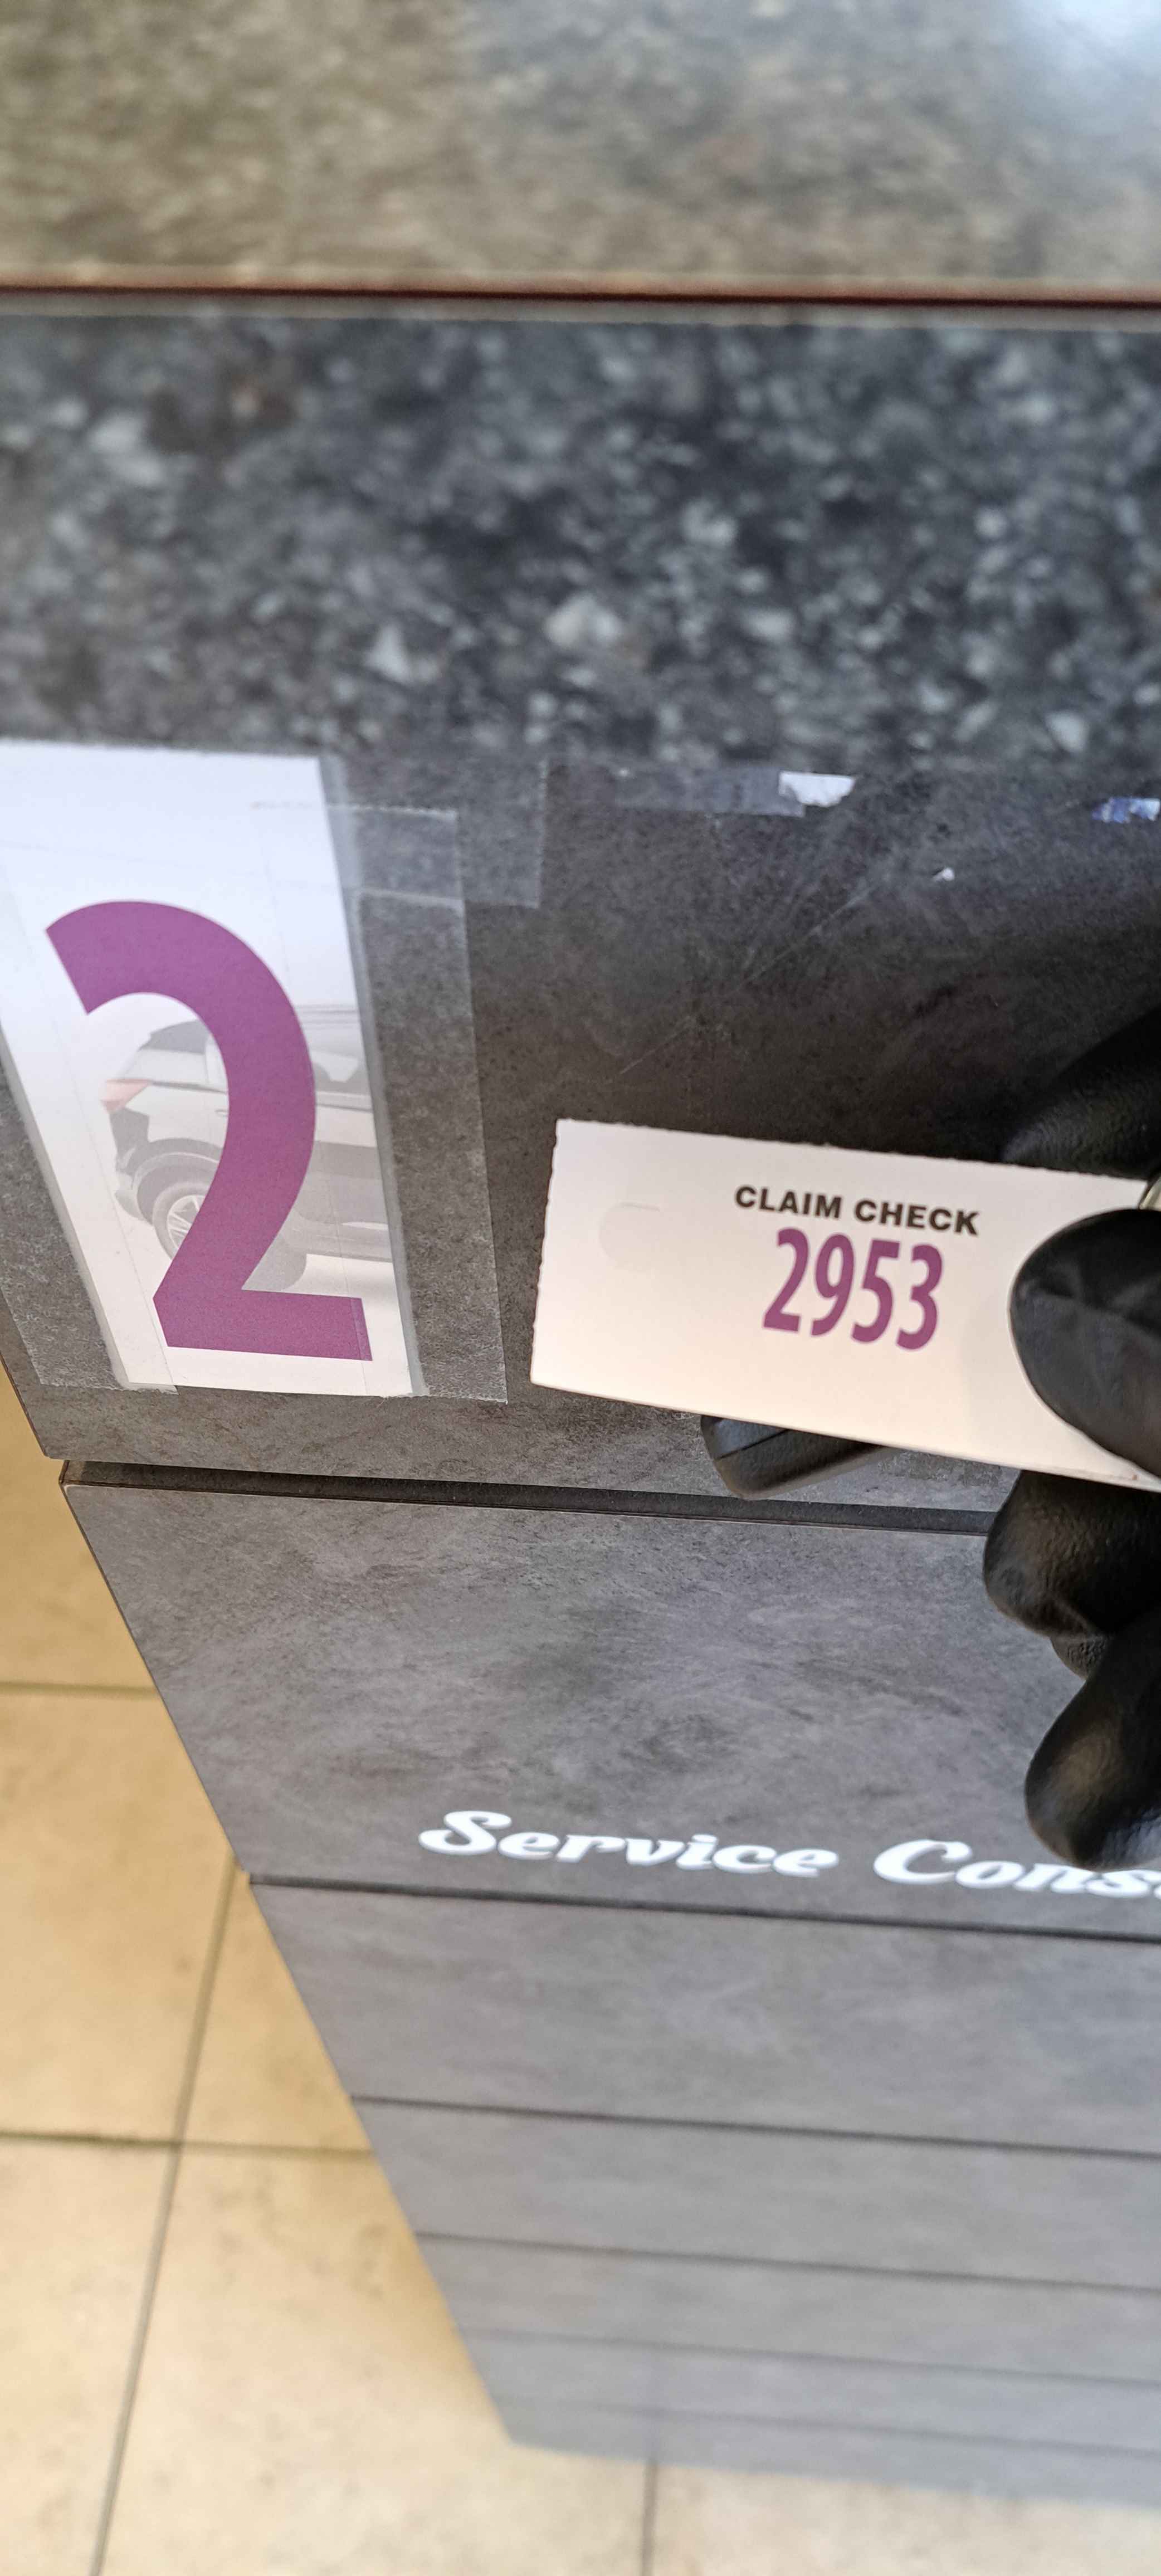 2
CLAIM CHECK
2953
Service